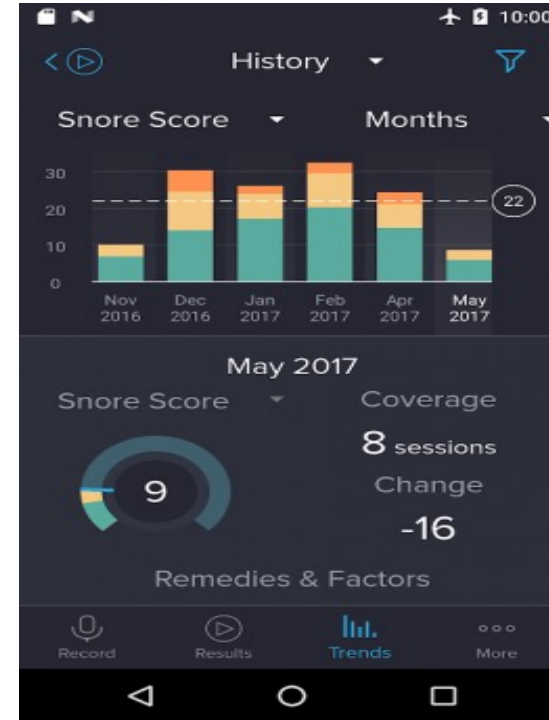 10:00
History
Snore Score Months
30
20
10
0
22
Nov 2016
Dec 2016
Jan 2017
Feb 2017
Apr 2017
May 2017
May 2017
Snore Score
Coverage
9
8 sessions
Change
-16
Remedies & Factors
Record Results Trends More